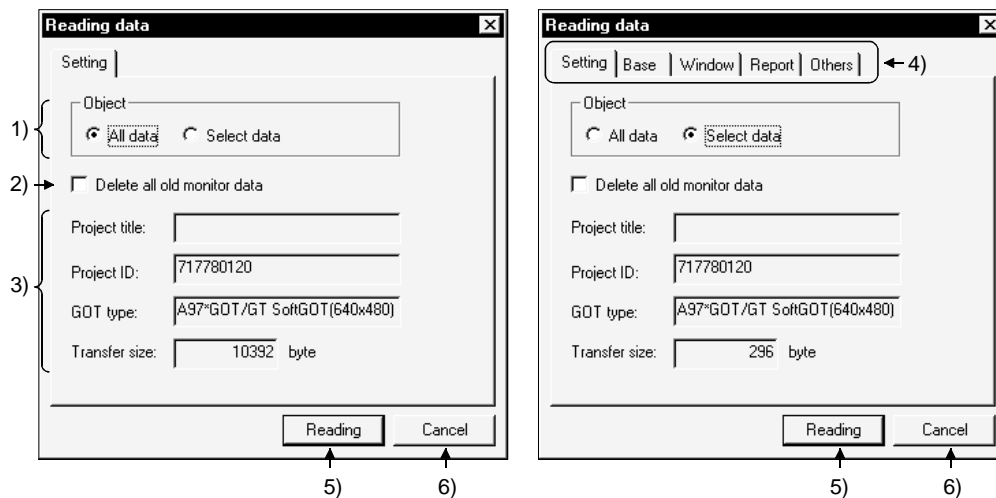 Reading data
Setting
1)
Object
All data Select data
2)
Delete all old monitor data
3)
Project title:
Project ID: 717780120
GOT type: A97*GOT/GT SoftGOT(640x480)
Transfer size: 10392 byte
Reading Cancel
5) 6)
Reading data
Setting Base Window Report Others
4)
Object
All data Select data
Delete all old monitor data
Project title:
Project ID: 717780120
GOT type: A97*GOT/GT SoftGOT(640x480)
Transfer size: 296 byte
Reading Cancel
5) 6)